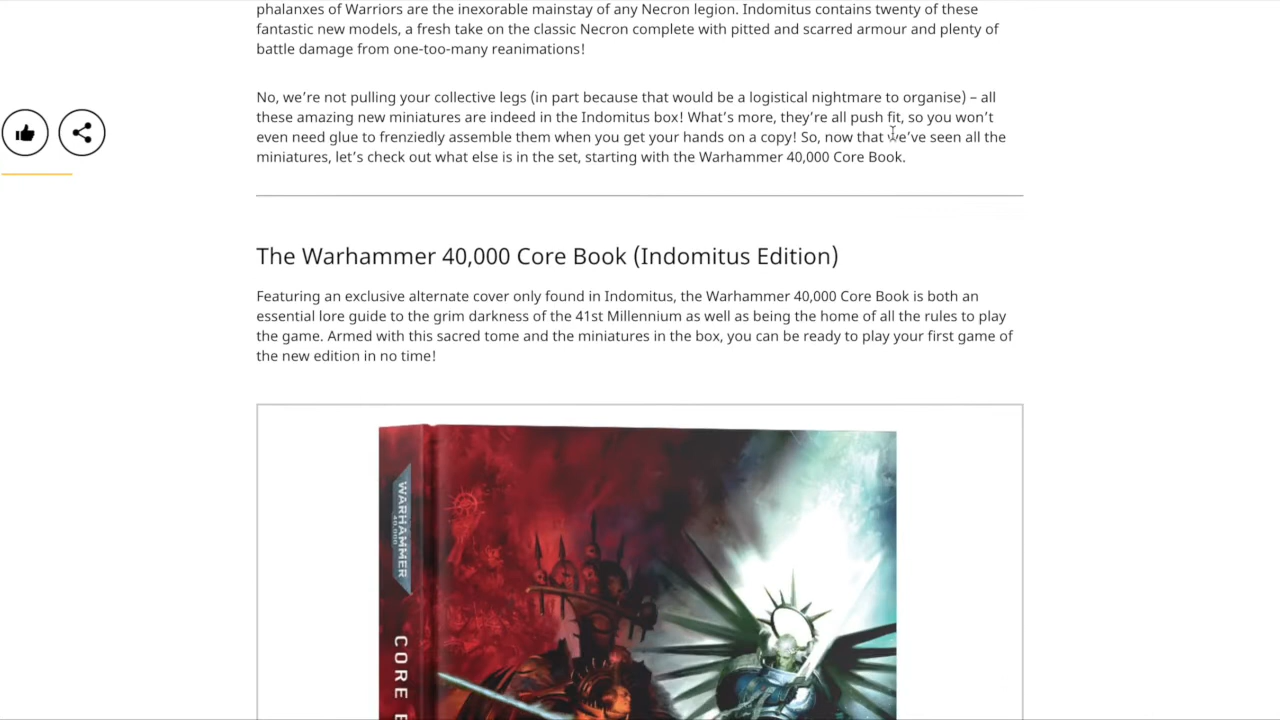 phalanxes of Warriors are the inexorable mainstay of any Necron legion. Indomitus contains twenty of these
fantastic new models, a fresh take on the classic Necron complete with pitted and scarred armour and plenty of
battle damage from one-too-many reanimations!
No, we’re not pulling your collective legs (in part because that would be a logistical nightmare to organise) – all
these amazing new miniatures are indeed in the Indomitus box! What’s more, they’re all push fit, so you won’t
even need glue to frenziedly assemble them when you get your hands on a copy! So, now that we’ve seen all the
miniatures, let’s check out what else is in the set, starting with the Warhammer 40,000 Core Book.
The Warhammer 40,000 Core Book (Indomitus Edition)
Featuring an exclusive alternate cover only found in Indomitus, the Warhammer 40,000 Core Book is both an
essential lore guide to the grim darkness of the 41st Millennium as well as being the home of all the rules to play
the game. Armed with this sacred tome and the miniatures in the box, you can be ready to play your first game of
the new edition in no time!
WARHAMMER
40,000
CORE